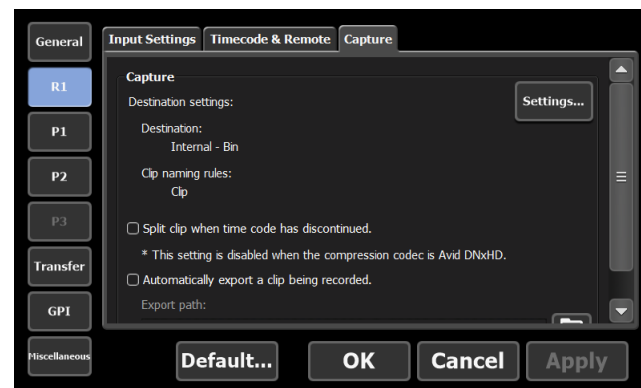 General
R1
P1
P2
P3
Transfer
GPI
Miscellaneous
Input Settings Timecode & Remote Capture
Capture
Destination settings:
Settings...
Destination:
Internal - Bin
Clip naming rules:
Clip
Split clip when time code has discontinued.
* This setting is disabled when the compression codec is Avid DNxHD.
Automatically export a clip being recorded.
Export path:
Default... OK Cancel Apply